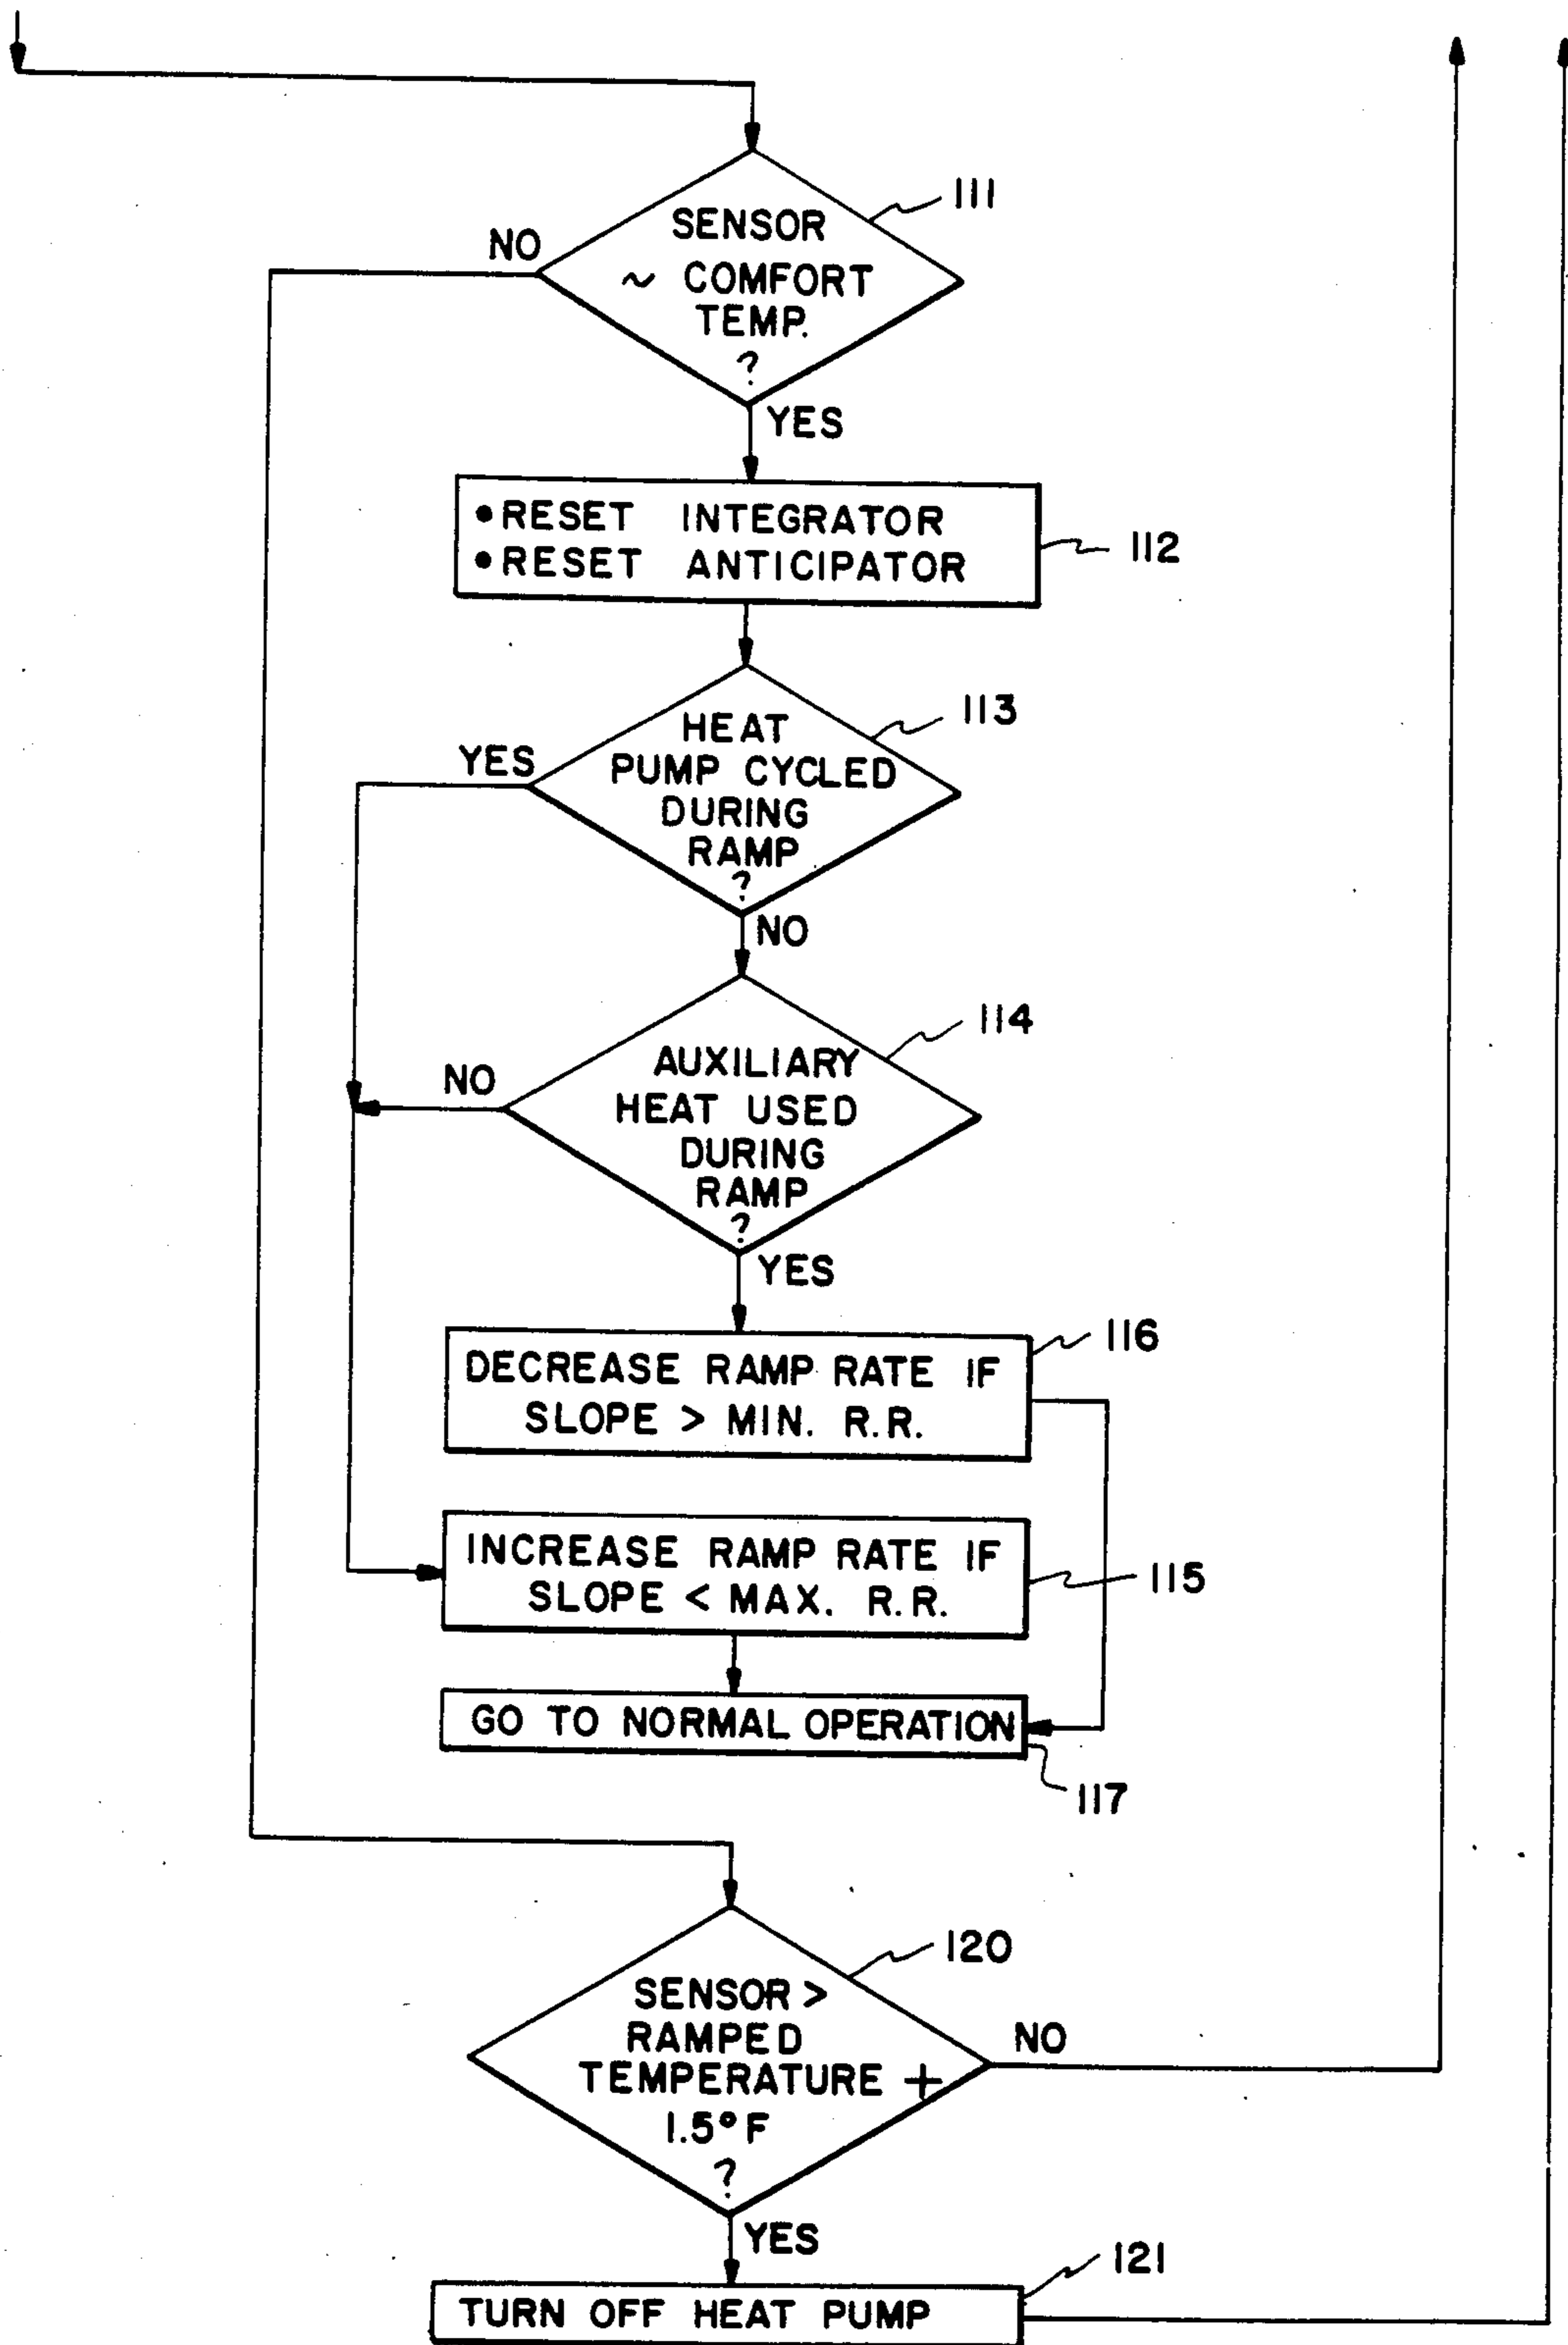 111
SENSOR
~ COMFORT
TEMP.
?
NO
YES
• RESET INTEGRATOR
• RESET ANTICIPATOR
112
113
HEAT
PUMP CYCLED
DURING
RAMP
?
YES
NO
114
AUXILIARY
HEAT USED
DURING
RAMP
?
NO
YES
116
DECREASE RAMP RATE IF
SLOPE > MIN. R.R.
INCREASE RAMP RATE IF
SLOPE < MAX. R.R.
115
GO TO NORMAL OPERATION
117
120
SENSOR >
RAMPED
TEMPERATURE +
1.5°F
?
NO
YES
121
TURN OFF HEAT PUMP